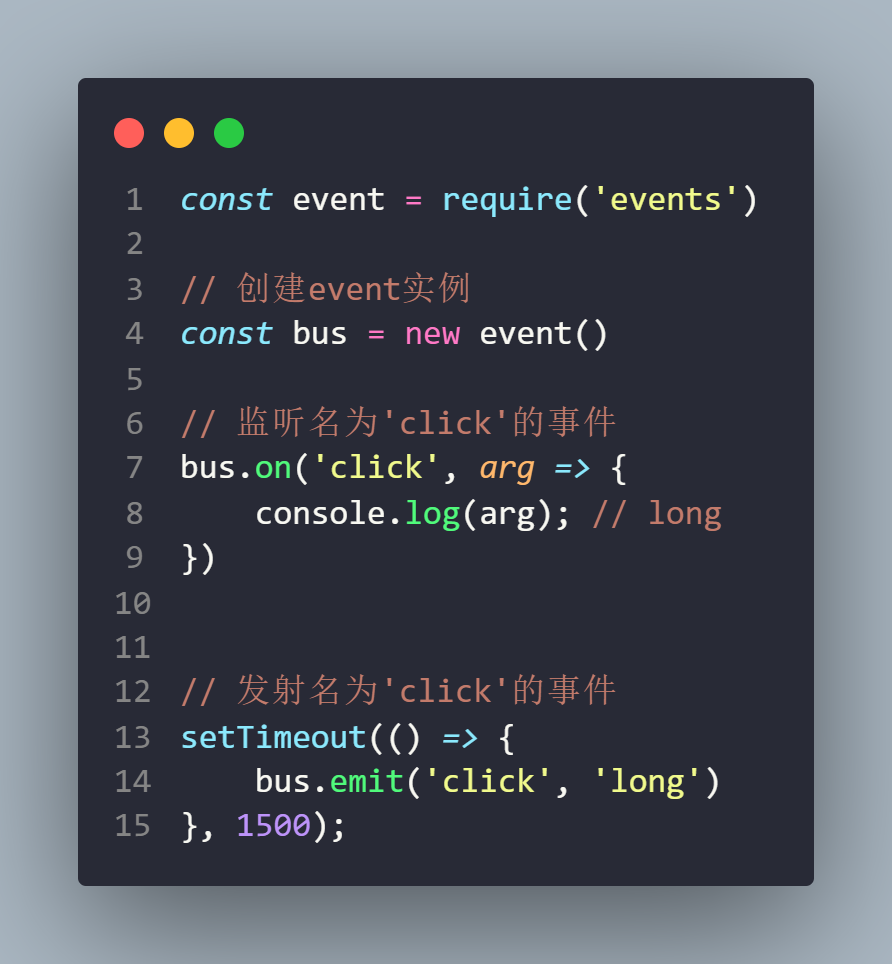 1 const event = require('events')
2
3 // 创建event实例
4 const bus = new event()
5
6 // 监听名为'click'的事件
7 bus.on('click', arg => {
8     console.log(arg); // long
9 })
10
11
12 // 发射名为'click'的事件
13 setTimeout(() => {
14     bus.emit('click', 'long')
15 }, 1500);